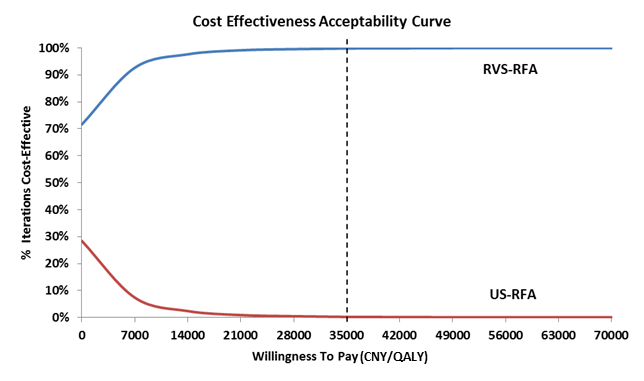 Cost Effectiveness Acceptability Curve
% Iterations Cost-Effective
100%
90%
80%
70%
60%
50%
40%
30%
20%
10%
0%
RVS-RFA
US-RFA
0 7000 14000 21000 28000 35000 42000 49000 56000 63000 70000
Willingness To Pay (CNY/QALY)